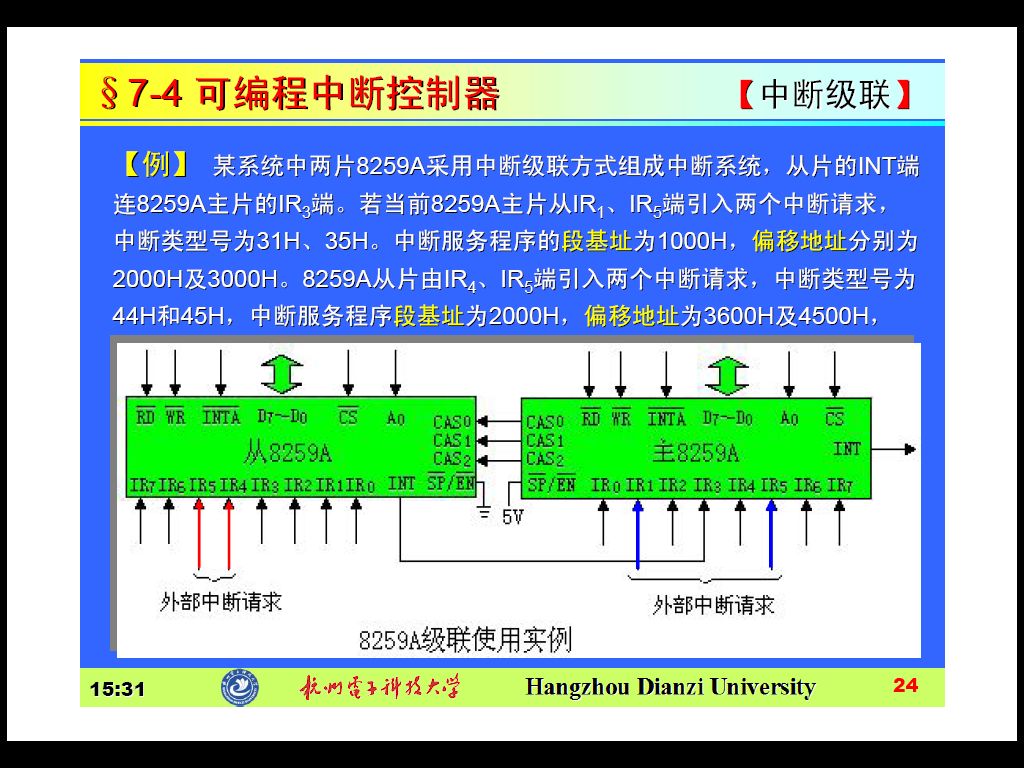 §7-4 可编程中断控制器
【中断级联】
【例】 某系统中两片8259A采用中断级联方式组成中断系统，从片的INT端
连8259A主片的IR3端。若当前8259A主片从IR1、IR5端引入两个中断请求，
中断类型号为31H、35H。中断服务程序的段基址为1000H，偏移地址分别为
2000H及3000H。8259A从片由IR4、IR5端引入两个中断请求，中断类型号为
44H和45H，中断服务程序段基址为2000H，偏移地址为3600H及4500H，
RD WR INTA D7~D0 CS A0
CAS0
CAS1
CAS2
从8259A
IR7 IR6 IR5 IR4 IR3 IR2 IR1 IR0 INT SP/EN
CAS0 RD WR INTA D7~D0 A0 CS
CAS1
CAS2
主8259A
INT
SP/EN IR0 IR1 IR2 IR3 IR4 IR5 IR6 IR7
5V
外部中断请求
外部中断请求
8259A级联使用实例
15:31
杭州电子科技大学
Hangzhou Dianzi University
24